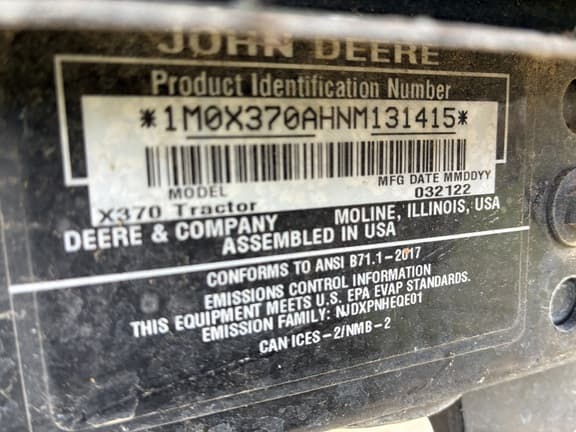 JOHN DEERE
Product Identification Number
*1M0X370AHNM131415*
MODEL MFG DATE MMDDYY
X370 Tractor 032122
DEERE & COMPANY MOLINE, ILLINOIS, USA
ASSEMBLED IN USA
CONFORMS TO ANSI B71.1-2017
EMISSIONS CONTROL INFORMATION
THIS EQUIPMENT MEETS U.S. EPA EVAP STANDARDS.
EMISSION FAMILY: NJDXPNHEQE01
CAN ICES-2/NMB-2